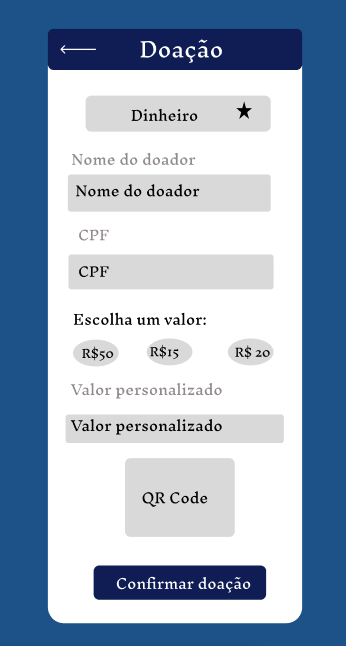 Doação
Dinheiro
Nome do doador
Nome do doador
CPF
CPF
Escolha um valor:
R$50 R$15 R$ 20
Valor personalizado
Valor personalizado
QR Code
Confirmar doação